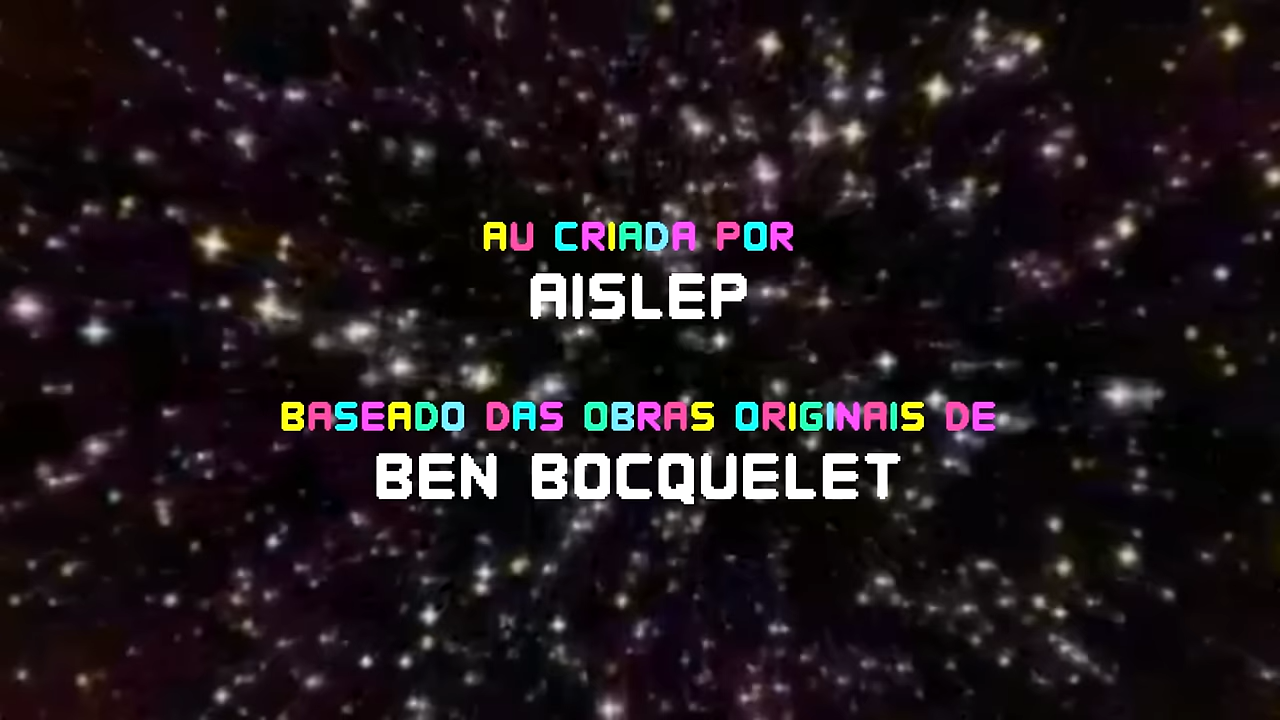 AU CRIADA POR
AISLEP
BASEADO DAS OBRAS ORIGINAIS DE
BEN BOCQUELET